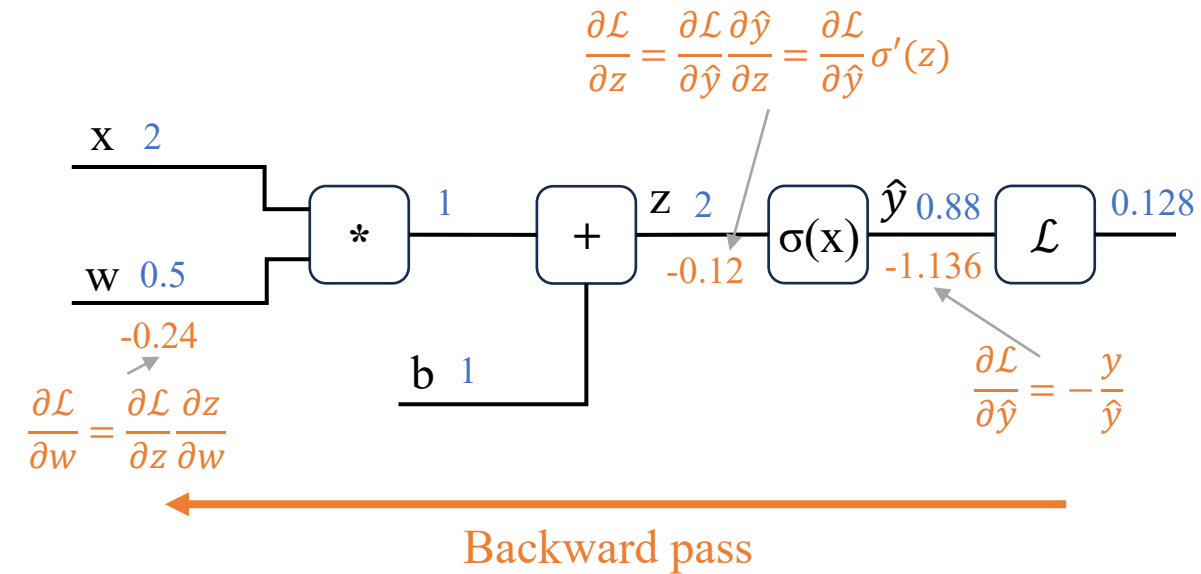 ∂ℒ/∂z = ∂ℒ/∂ŷ ∂ŷ/∂z = ∂ℒ/∂ŷ σ′(z)
x 2
w 0.5
-0.24
∂ℒ/∂w = ∂ℒ/∂z ∂z/∂w
*
1
b 1
+
z 2
-0.12
σ(x)
ŷ 0.88
-1.136
∂ℒ/∂ŷ = − y/ŷ
ℒ
0.128
Backward pass